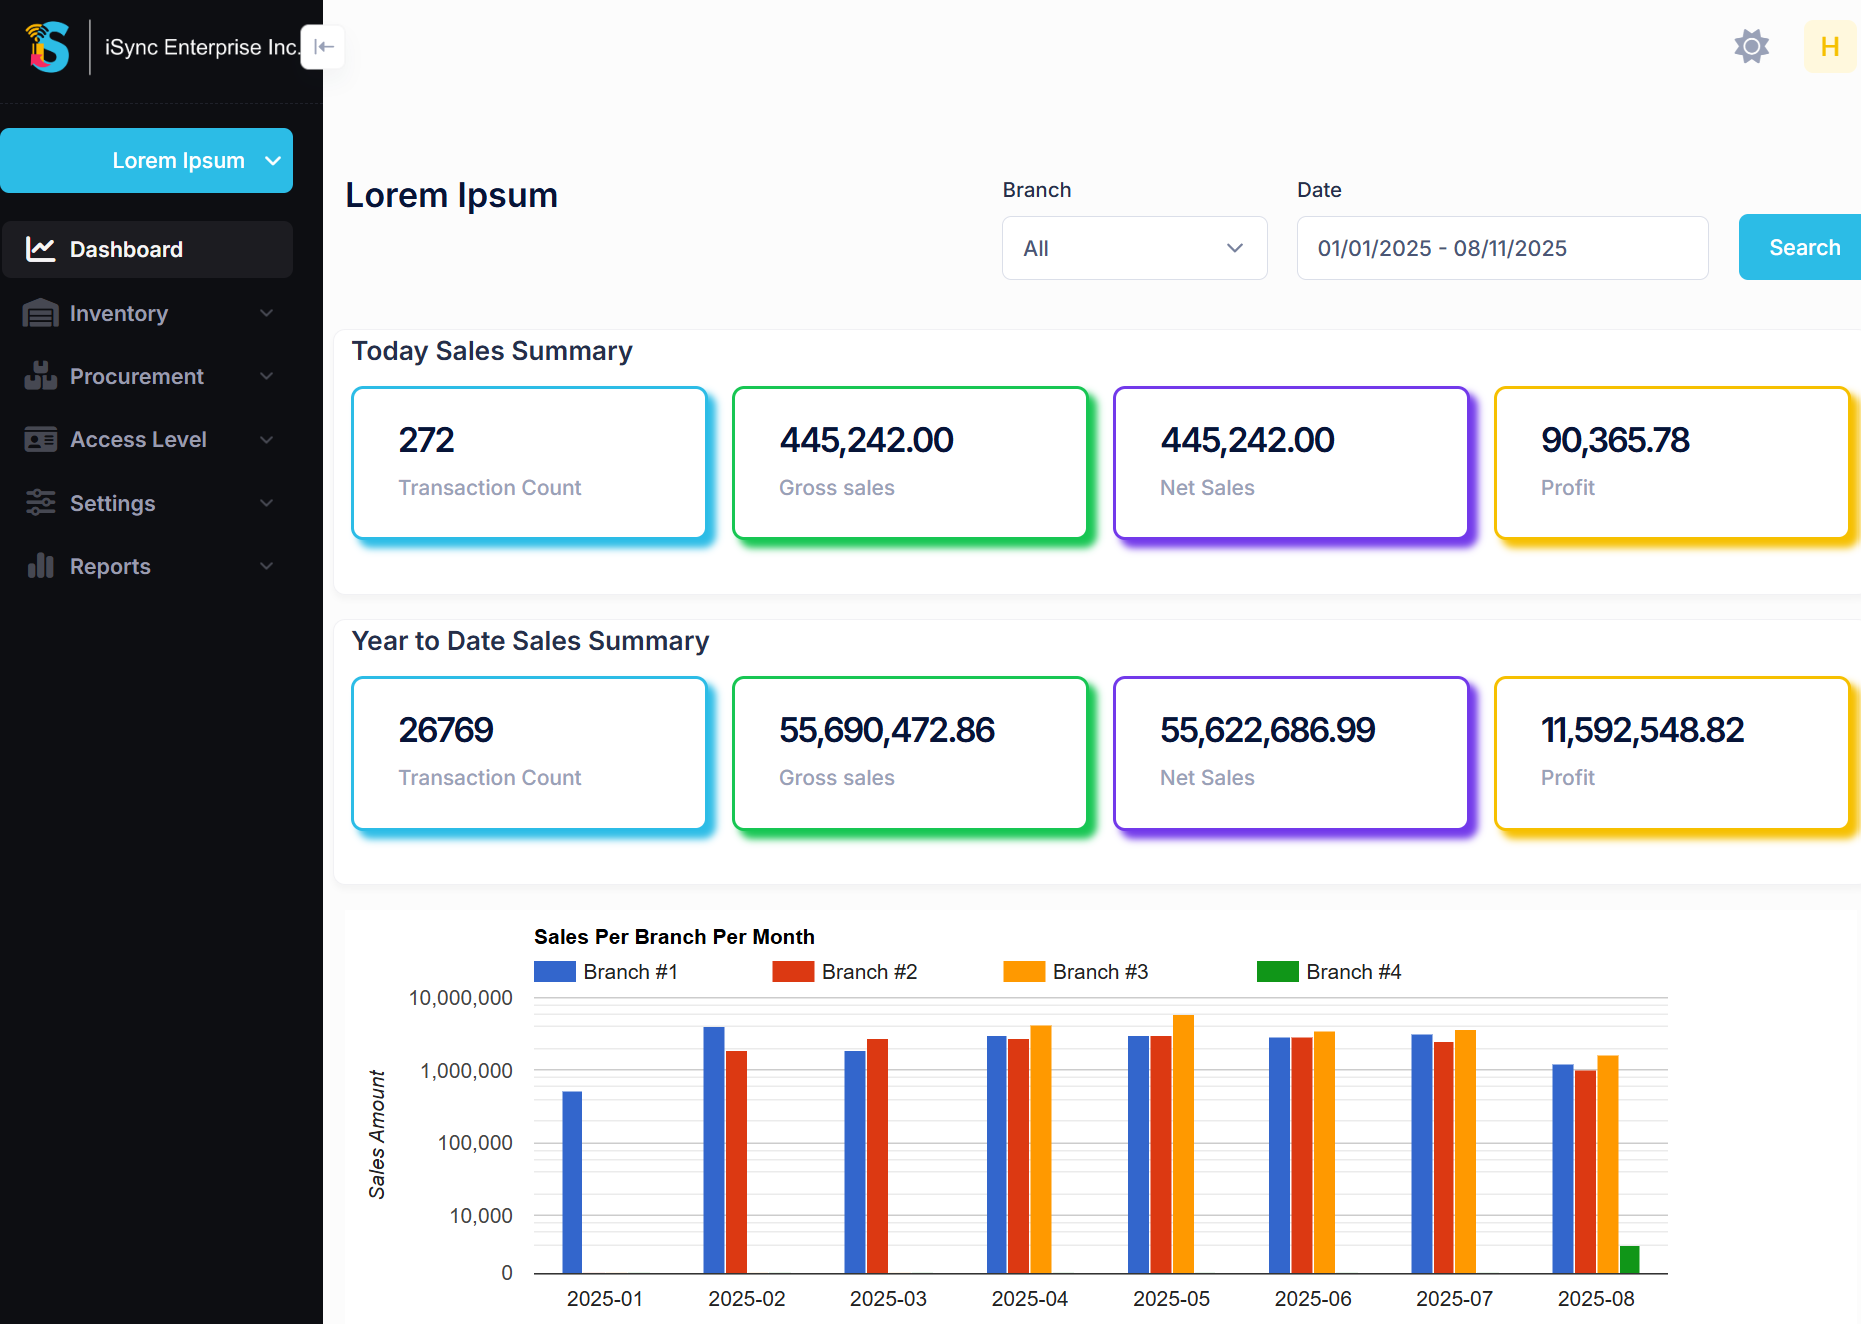 iSync Enterprise Inc.
H
Lorem Ipsum
Dashboard
Inventory
Procurement
Access Level
Settings
Reports
Lorem Ipsum
Branch
All
Date
01/01/2025 - 08/11/2025
Search
Today Sales Summary
272
Transaction Count
445,242.00
Gross sales
445,242.00
Net Sales
90,365.78
Profit
Year to Date Sales Summary
26769
Transaction Count
55,690,472.86
Gross sales
55,622,686.99
Net Sales
11,592,548.82
Profit
Sales Per Branch Per Month
Branch #1 Branch #2 Branch #3 Branch #4
Sales Amount
10,000,000
1,000,000
100,000
10,000
0
2025-01 2025-02 2025-03 2025-04 2025-05 2025-06 2025-07 2025-08